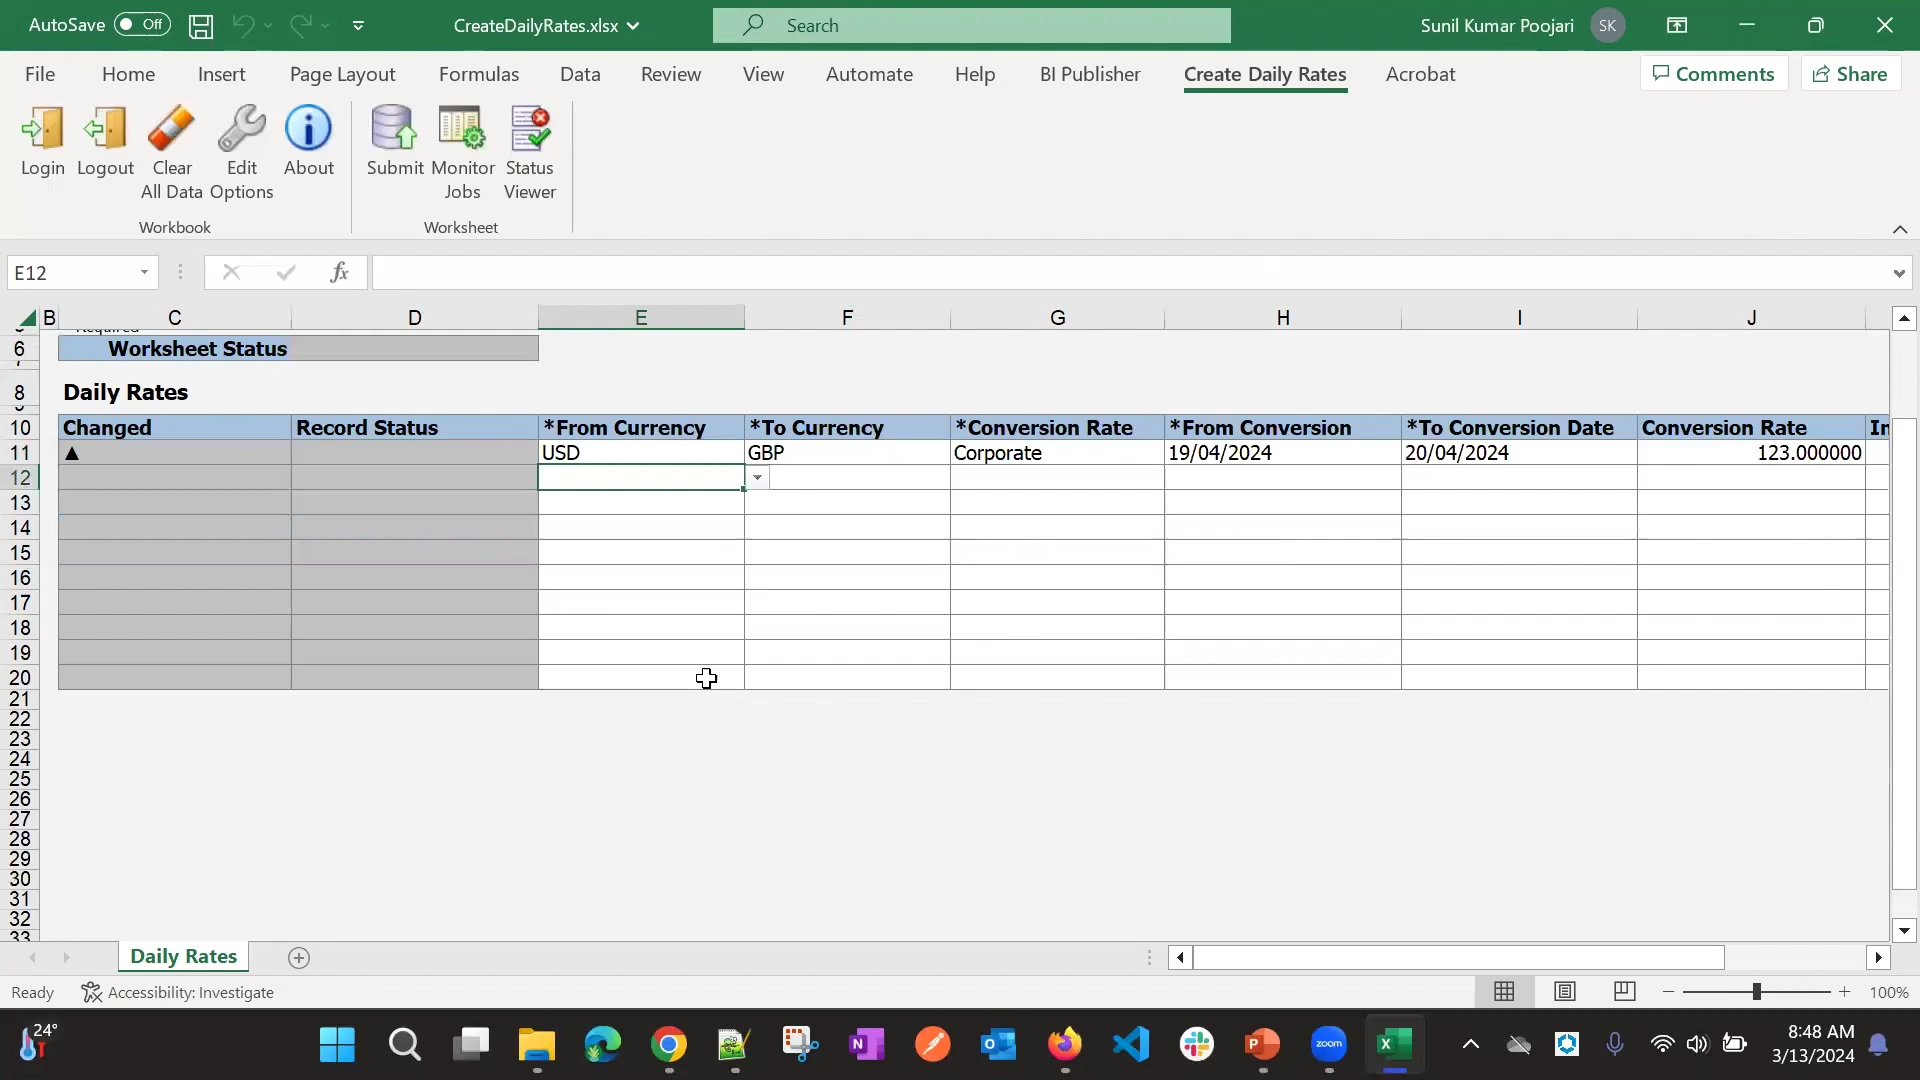 AutoSave Off CreateDailyRates.xlsx Search Sunil Kumar Poojari SK
File Home Insert Page Layout Formulas Data Review View Automate Help BI Publisher Create Daily Rates Acrobat Comments Share
Login Logout Clear Edit About Submit Monitor Status
All Data Options Jobs Viewer
Workbook Worksheet
E12 fx
B C D E F G H I J
Required
6 Worksheet Status
8 Daily Rates
10 Changed Record Status *From Currency *To Currency *Conversion Rate *From Conversion *To Conversion Date Conversion Rate In
11 ▲ USD GBP Corporate 19/04/2024 20/04/2024 123.000000
12
13
14
15
16
17
18
19
20
21
22
23
24
25
26
27
28
29
30
31
32
33
Daily Rates
Ready Accessibility: Investigate 100%
24° N zoom 8:48 AM
3/13/2024